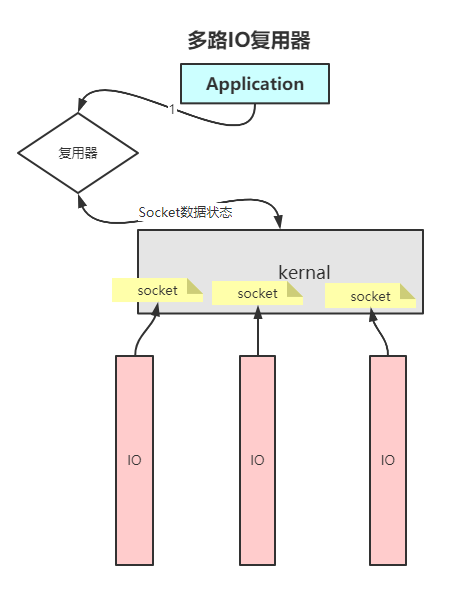 多路IO复用器
Application
1
复用器
Socket数据状态
kernal
socket
socket
socket
IO
IO
IO